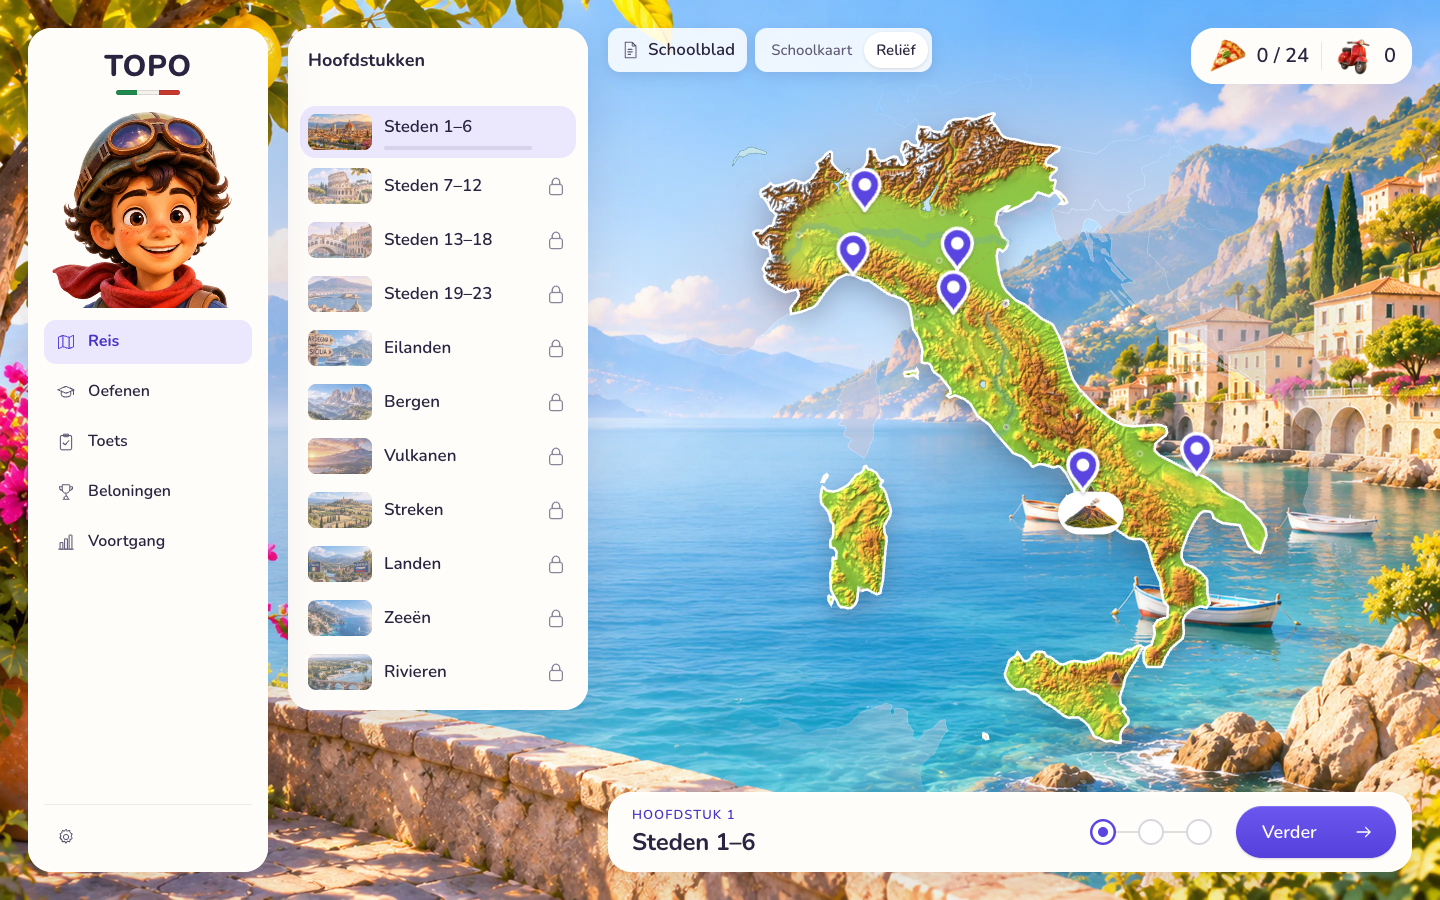 TOPO
Reis
Oefenen
Toets
Beloningen
Voortgang
Hoofdstukken
Steden 1–6
Steden 7–12
Steden 13–18
Steden 19–23
Eilanden
Bergen
Vulkanen
Streken
Landen
Zeeën
Rivieren
Schoolblad
Schoolkaart
Reliëf
0 / 24
0
HOOFDSTUK 1
Steden 1–6
Verder